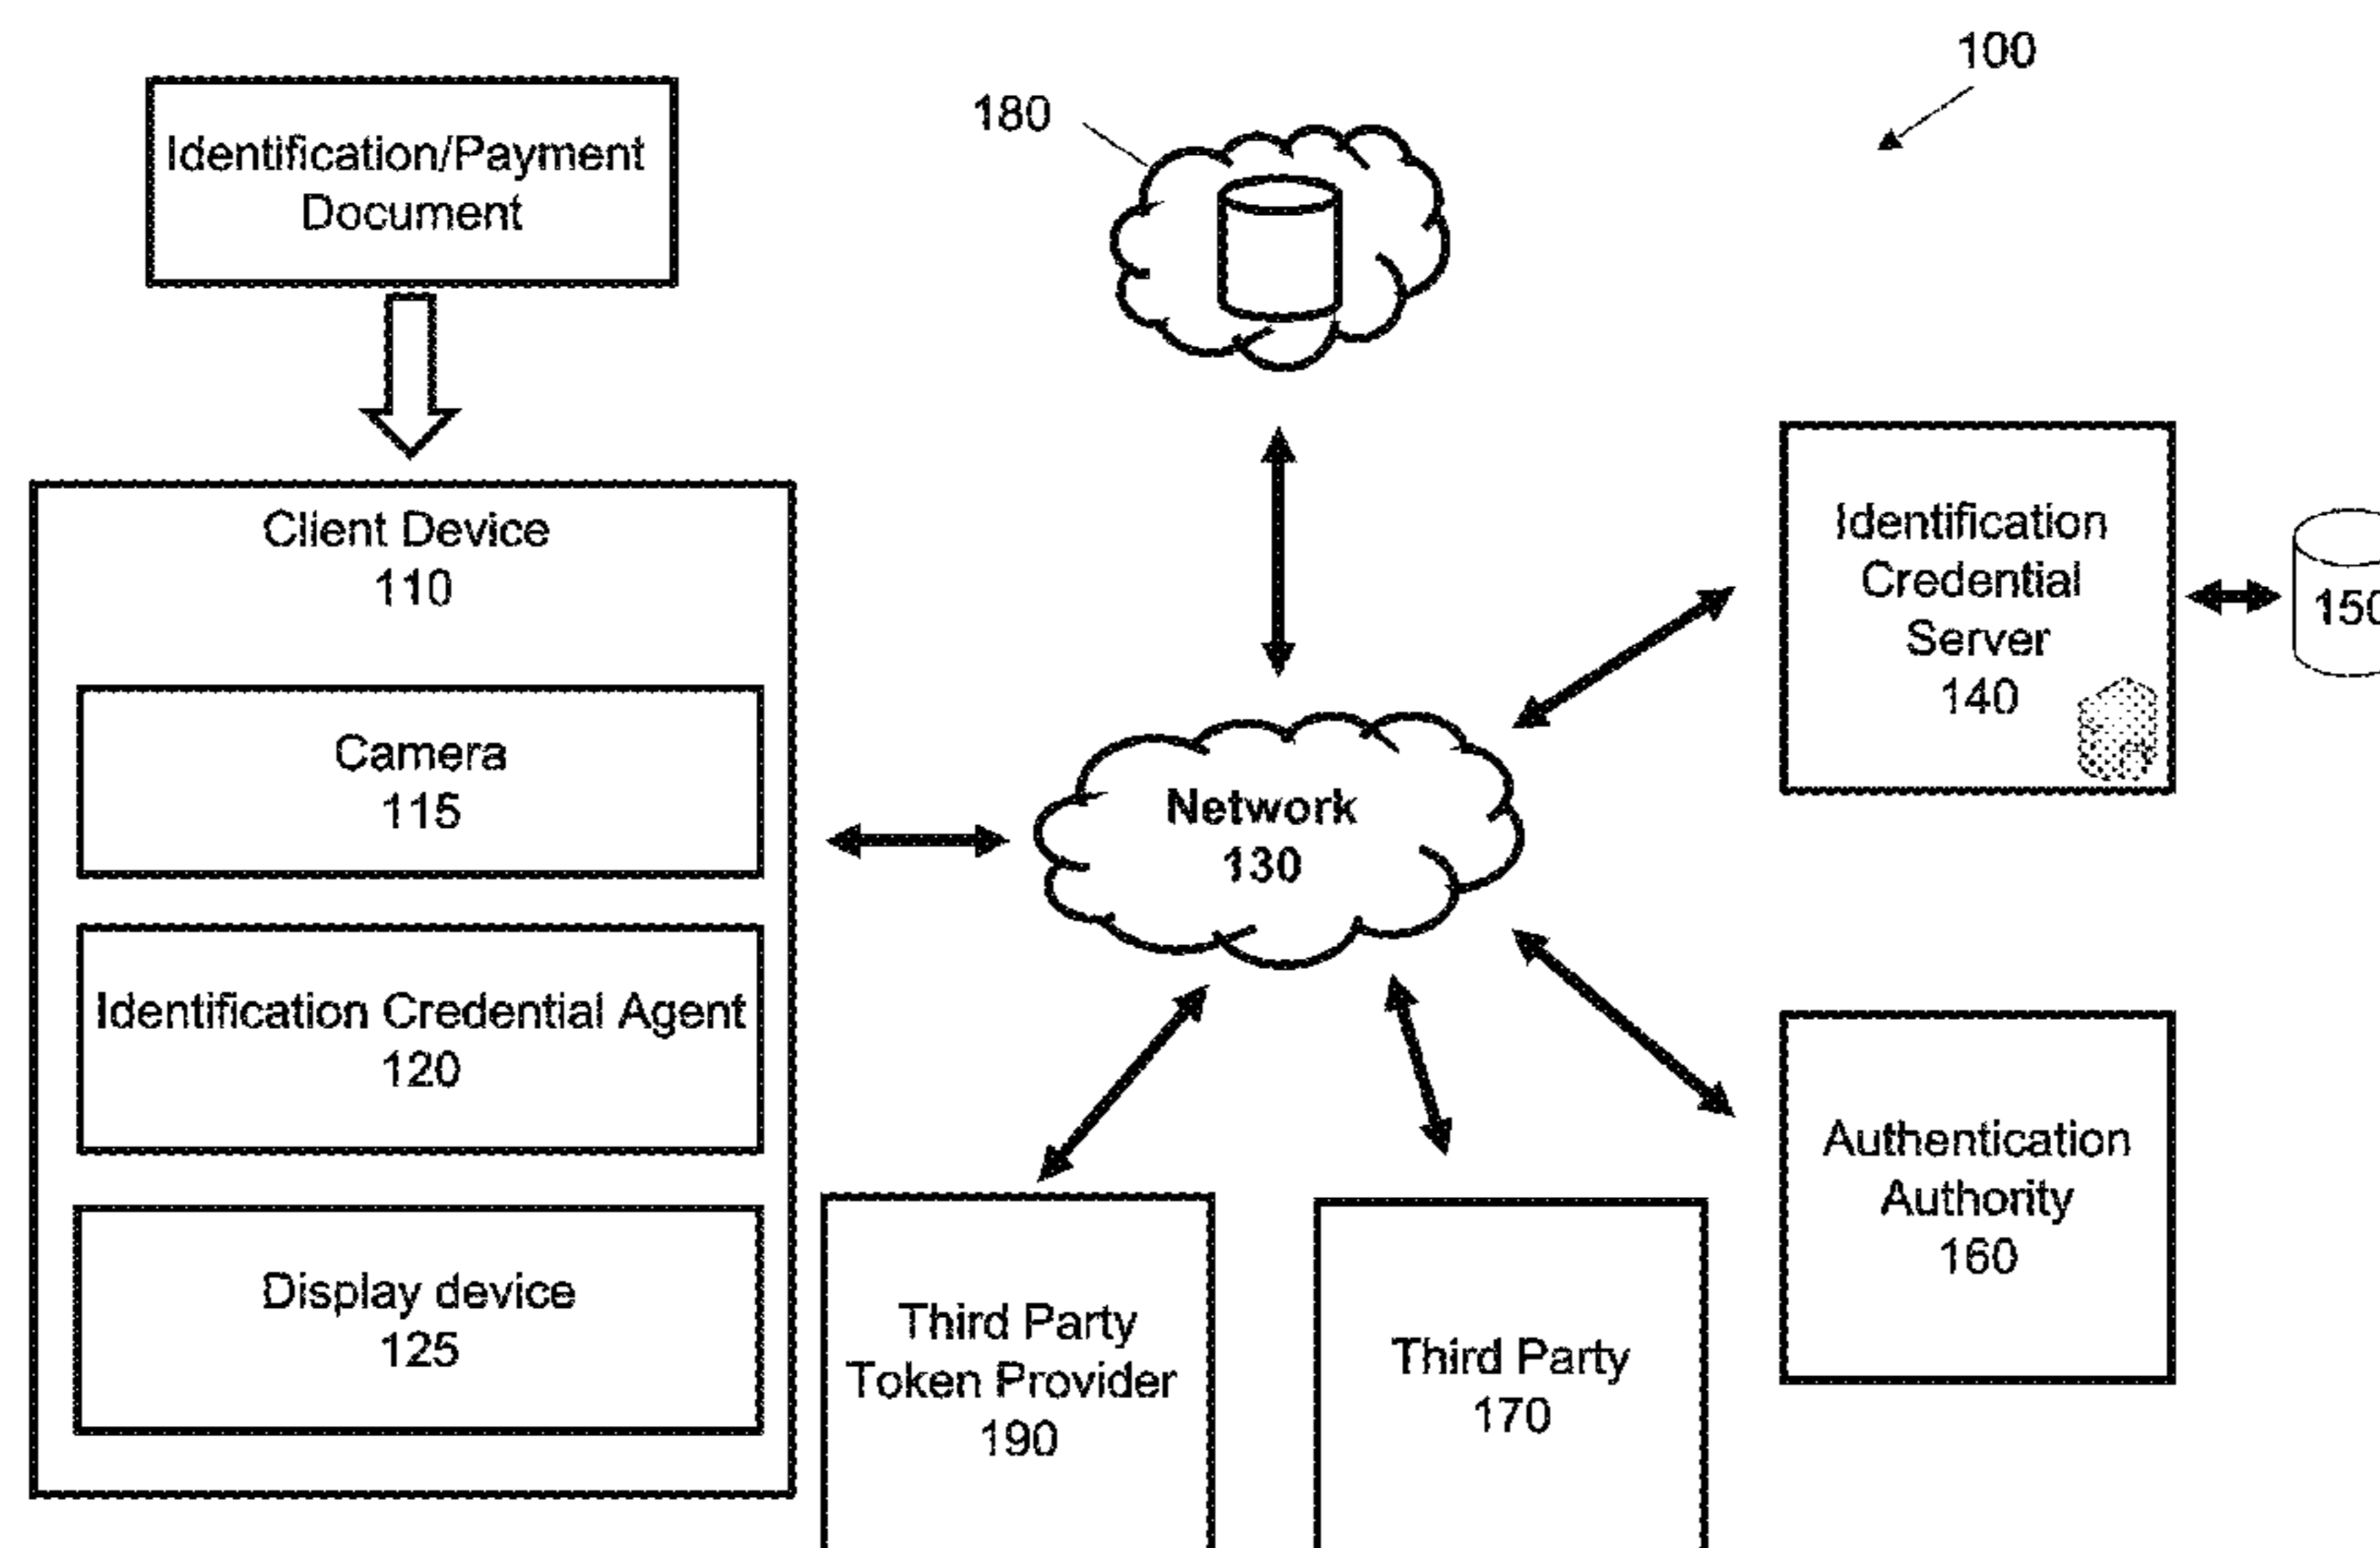 100
180
Identification/Payment
Document
Client Device
110
Camera
115
Identification Credential Agent
120
Display device
125
Network
130
Identification
Credential
Server
140
150
Authentication
Authority
160
Third Party
Token Provider
190
Third Party
170